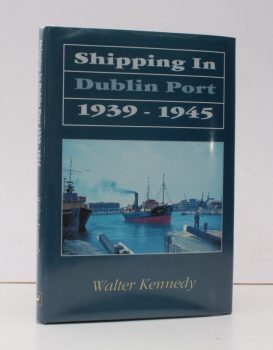 Shipping In
Dublin Port
1939 - 1945
Walter Kennedy